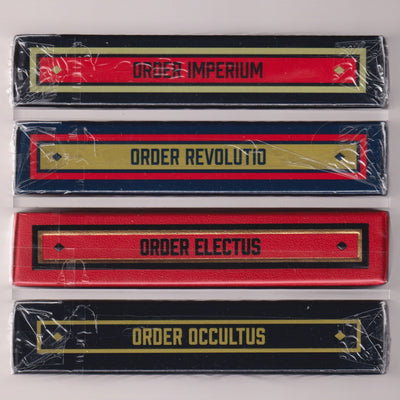 ORDER IMPERIUM
ORDER REVOLUTIO
ORDER ELECTUS
ORDER OCCULTUS